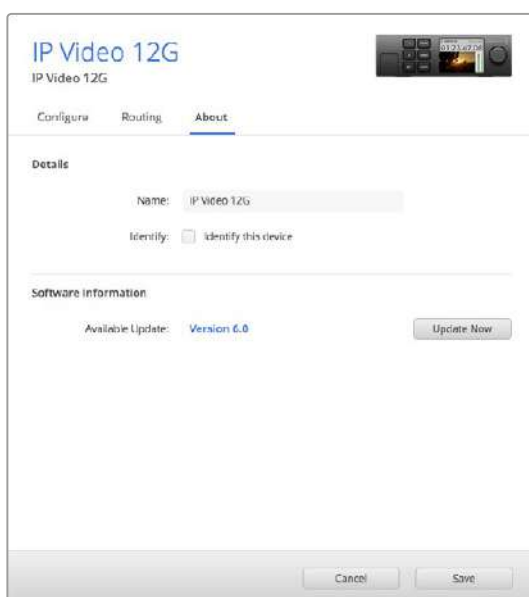 IP Video 12G
IP Video 12G
Configure Routing About
Details
Name: IP Video 12G
Identify: Identify this device
Software Information
Available Update: Version 6.0 Update Now
Cancel Save